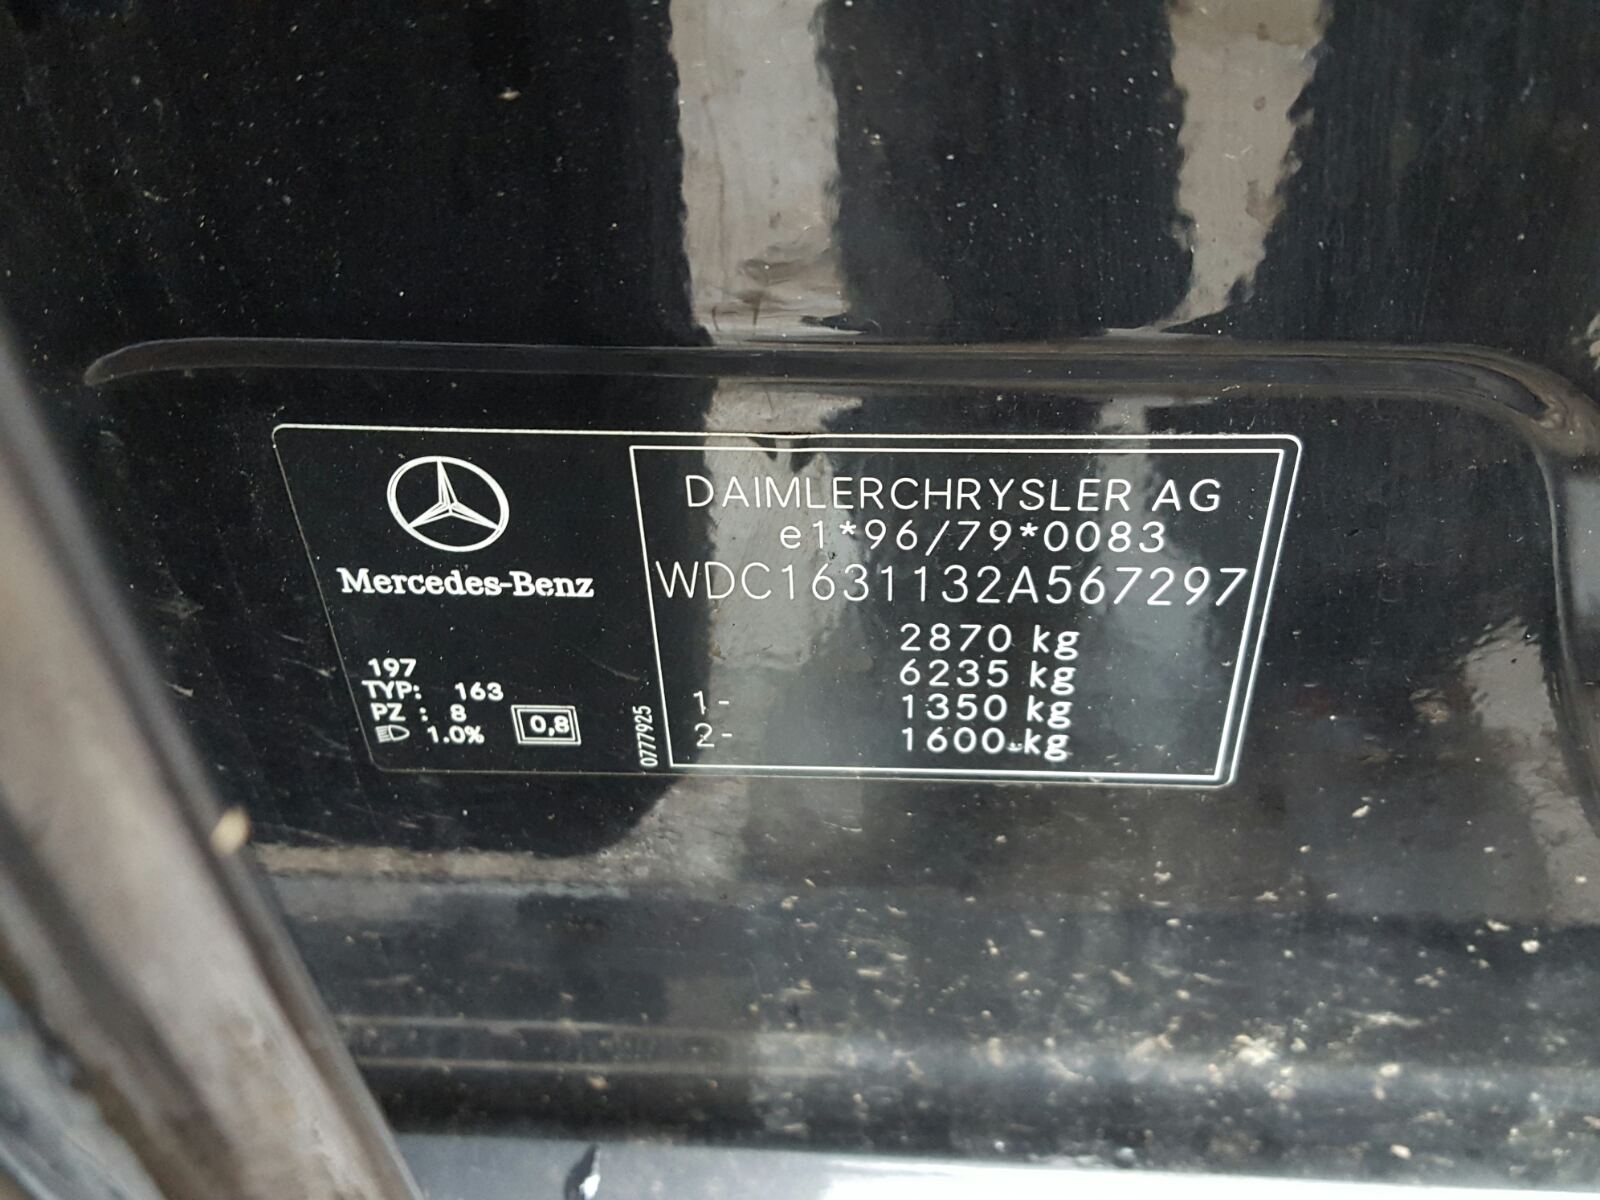 Mercedes-Benz
197
TYP: 163
PZ : 8
1.0%
0,8
0777925
DAIMLERCHRYSLER AG
e1*96/79*0083
WDC1631132A567297
2870 kg
6235 kg
1- 1350 kg
2- 1600 kg